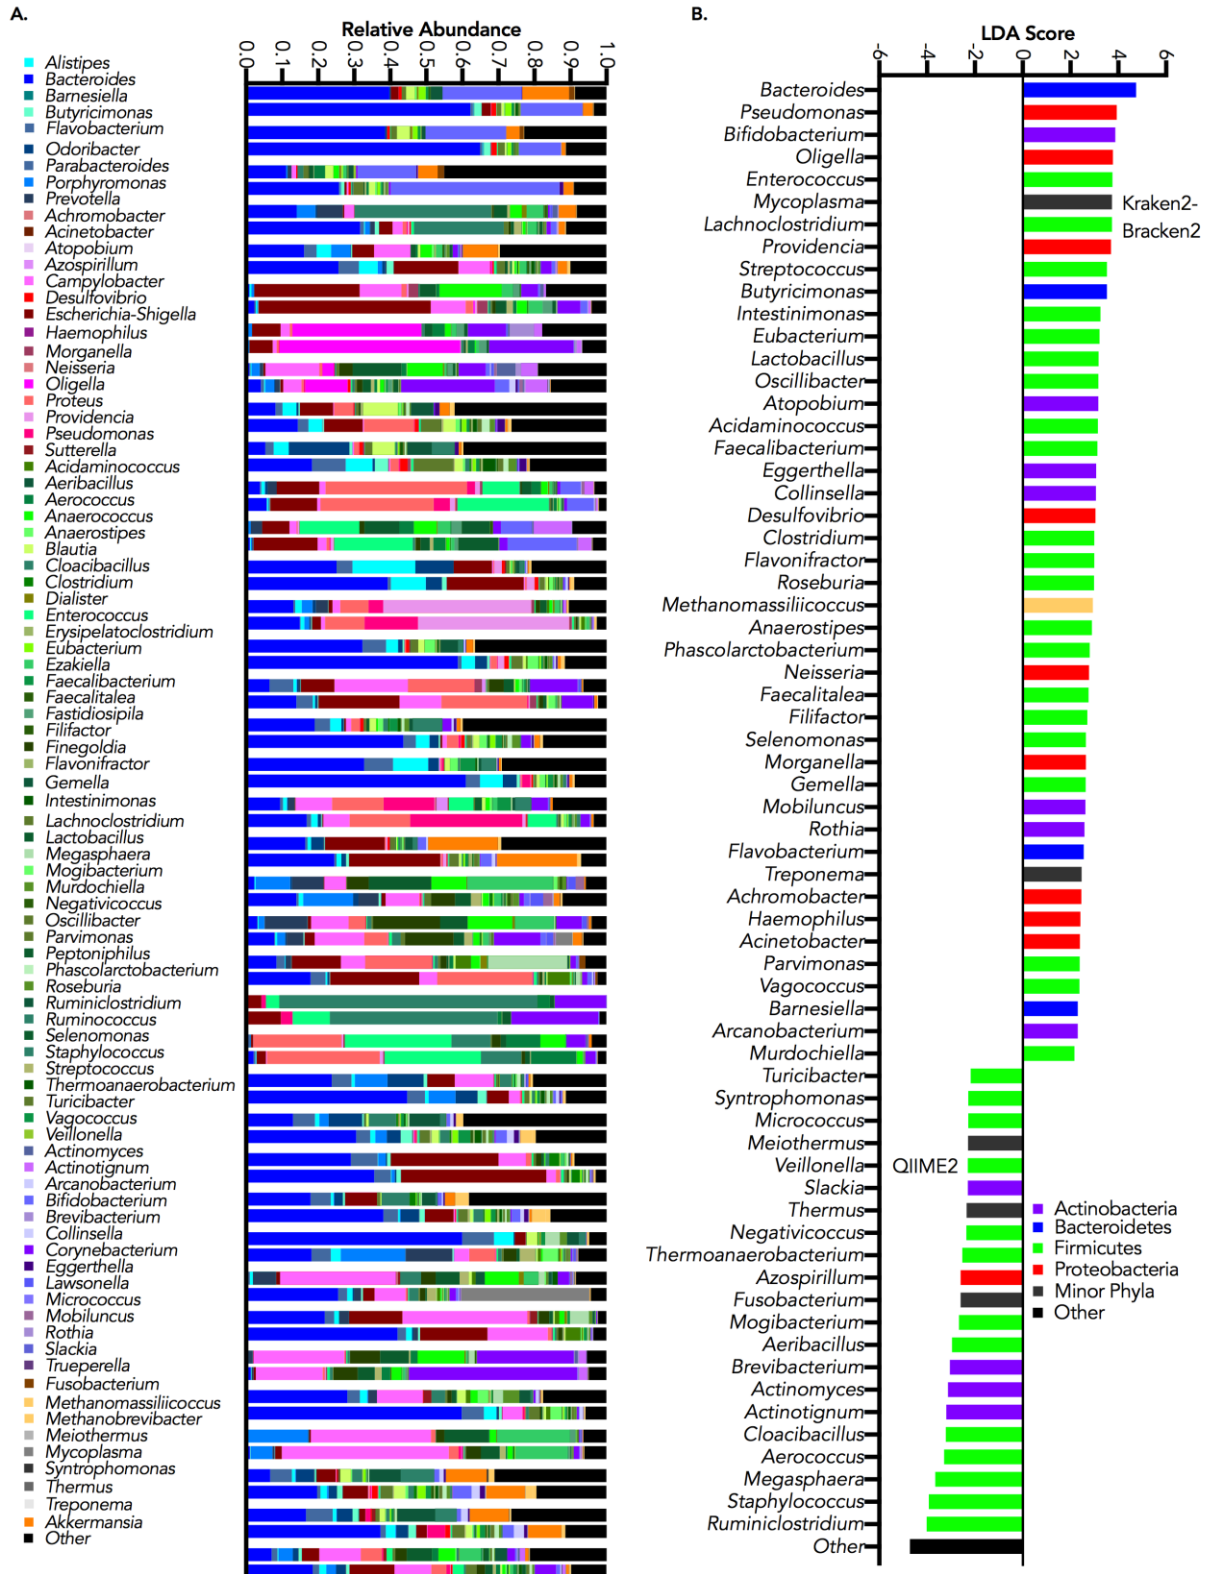 A.
Relative Abundance
0.0 0.1 0.2 0.3 0.4 0.5 0.6 0.7 0.8 0.9 1.0
Alistipes
Bacteroides
Barnesiella
Butyricimonas
Flavobacterium
Odoribacter
Parabacteroides
Porphyromonas
Prevotella
Achromobacter
Acinetobacter
Atopobium
Azospirillum
Campylobacter
Desulfovibrio
Escherichia-Shigella
Haemophilus
Morganella
Neisseria
Oligella
Proteus
Providencia
Pseudomonas
Sutterella
Acidaminococcus
Aeribacillus
Aerococcus
Anaerococcus
Anaerostipes
Blautia
Cloacibacillus
Clostridium
Dialister
Enterococcus
Erysipelatoclostridium
Eubacterium
Ezakiella
Faecalibacterium
Faecalitalea
Fastidiosipila
Filifactor
Finegoldia
Flavonifractor
Gemella
Intestinimonas
Lachnoclostridium
Lactobacillus
Megasphaera
Mogibacterium
Murdochiella
Negativicoccus
Oscillibacter
Parvimonas
Peptoniphilus
Phascolarctobacterium
Roseburia
Ruminiclostridium
Ruminococcus
Selenomonas
Staphylococcus
Streptococcus
Thermoanaerobacterium
Turicibacter
Vagococcus
Veillonella
Actinomyces
Actinotignum
Arcanobacterium
Bifidobacterium
Brevibacterium
Collinsella
Corynebacterium
Eggerthella
Lawsonella
Micrococcus
Mobiluncus
Rothia
Slackia
Trueperella
Fusobacterium
Methanomassiliicoccus
Methanobrevibacter
Meiothermus
Mycoplasma
Syntrophomonas
Thermus
Treponema
Akkermansia
Other
B.
LDA Score
-6 -4 -2 0 2 4 6
Bacteroides
Pseudomonas
Bifidobacterium
Oligella
Enterococcus
Mycoplasma
Lachnoclostridium
Providencia
Streptococcus
Butyricimonas
Intestinimonas
Eubacterium
Lactobacillus
Oscillibacter
Atopobium
Acidaminococcus
Faecalibacterium
Eggerthella
Collinsella
Desulfovibrio
Clostridium
Flavonifractor
Roseburia
Methanomassiliicoccus
Anaerostipes
Phascolarctobacterium
Neisseria
Faecalitalea
Filifactor
Selenomonas
Morganella
Gemella
Mobiluncus
Rothia
Flavobacterium
Treponema
Achromobacter
Haemophilus
Acinetobacter
Parvimonas
Vagococcus
Barnesiella
Arcanobacterium
Murdochiella
Turicibacter
Syntrophomonas
Micrococcus
Meiothermus
Veillonella
Slackia
Thermus
Negativicoccus
Thermoanaerobacterium
Azospirillum
Fusobacterium
Mogibacterium
Aeribacillus
Brevibacterium
Actinomyces
Actinotignum
Cloacibacillus
Aerococcus
Megasphaera
Staphylococcus
Ruminiclostridium
Other
Kraken2-
Bracken2
QIIME2
Actinobacteria
Bacteroidetes
Firmicutes
Proteobacteria
Minor Phyla
Other